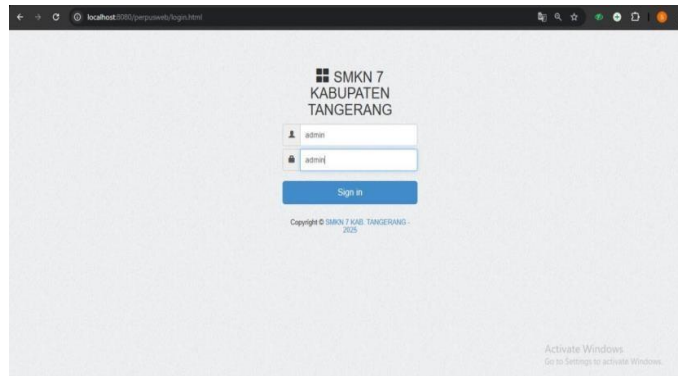 localhost:8080/perpusweb/login.html
SMKN 7
KABUPATEN
TANGERANG
admin
admin
Sign in
Copyright © SMKN 7 KAB. TANGERANG -
2025
Activate Windows
Go to Settings to activate Windows.